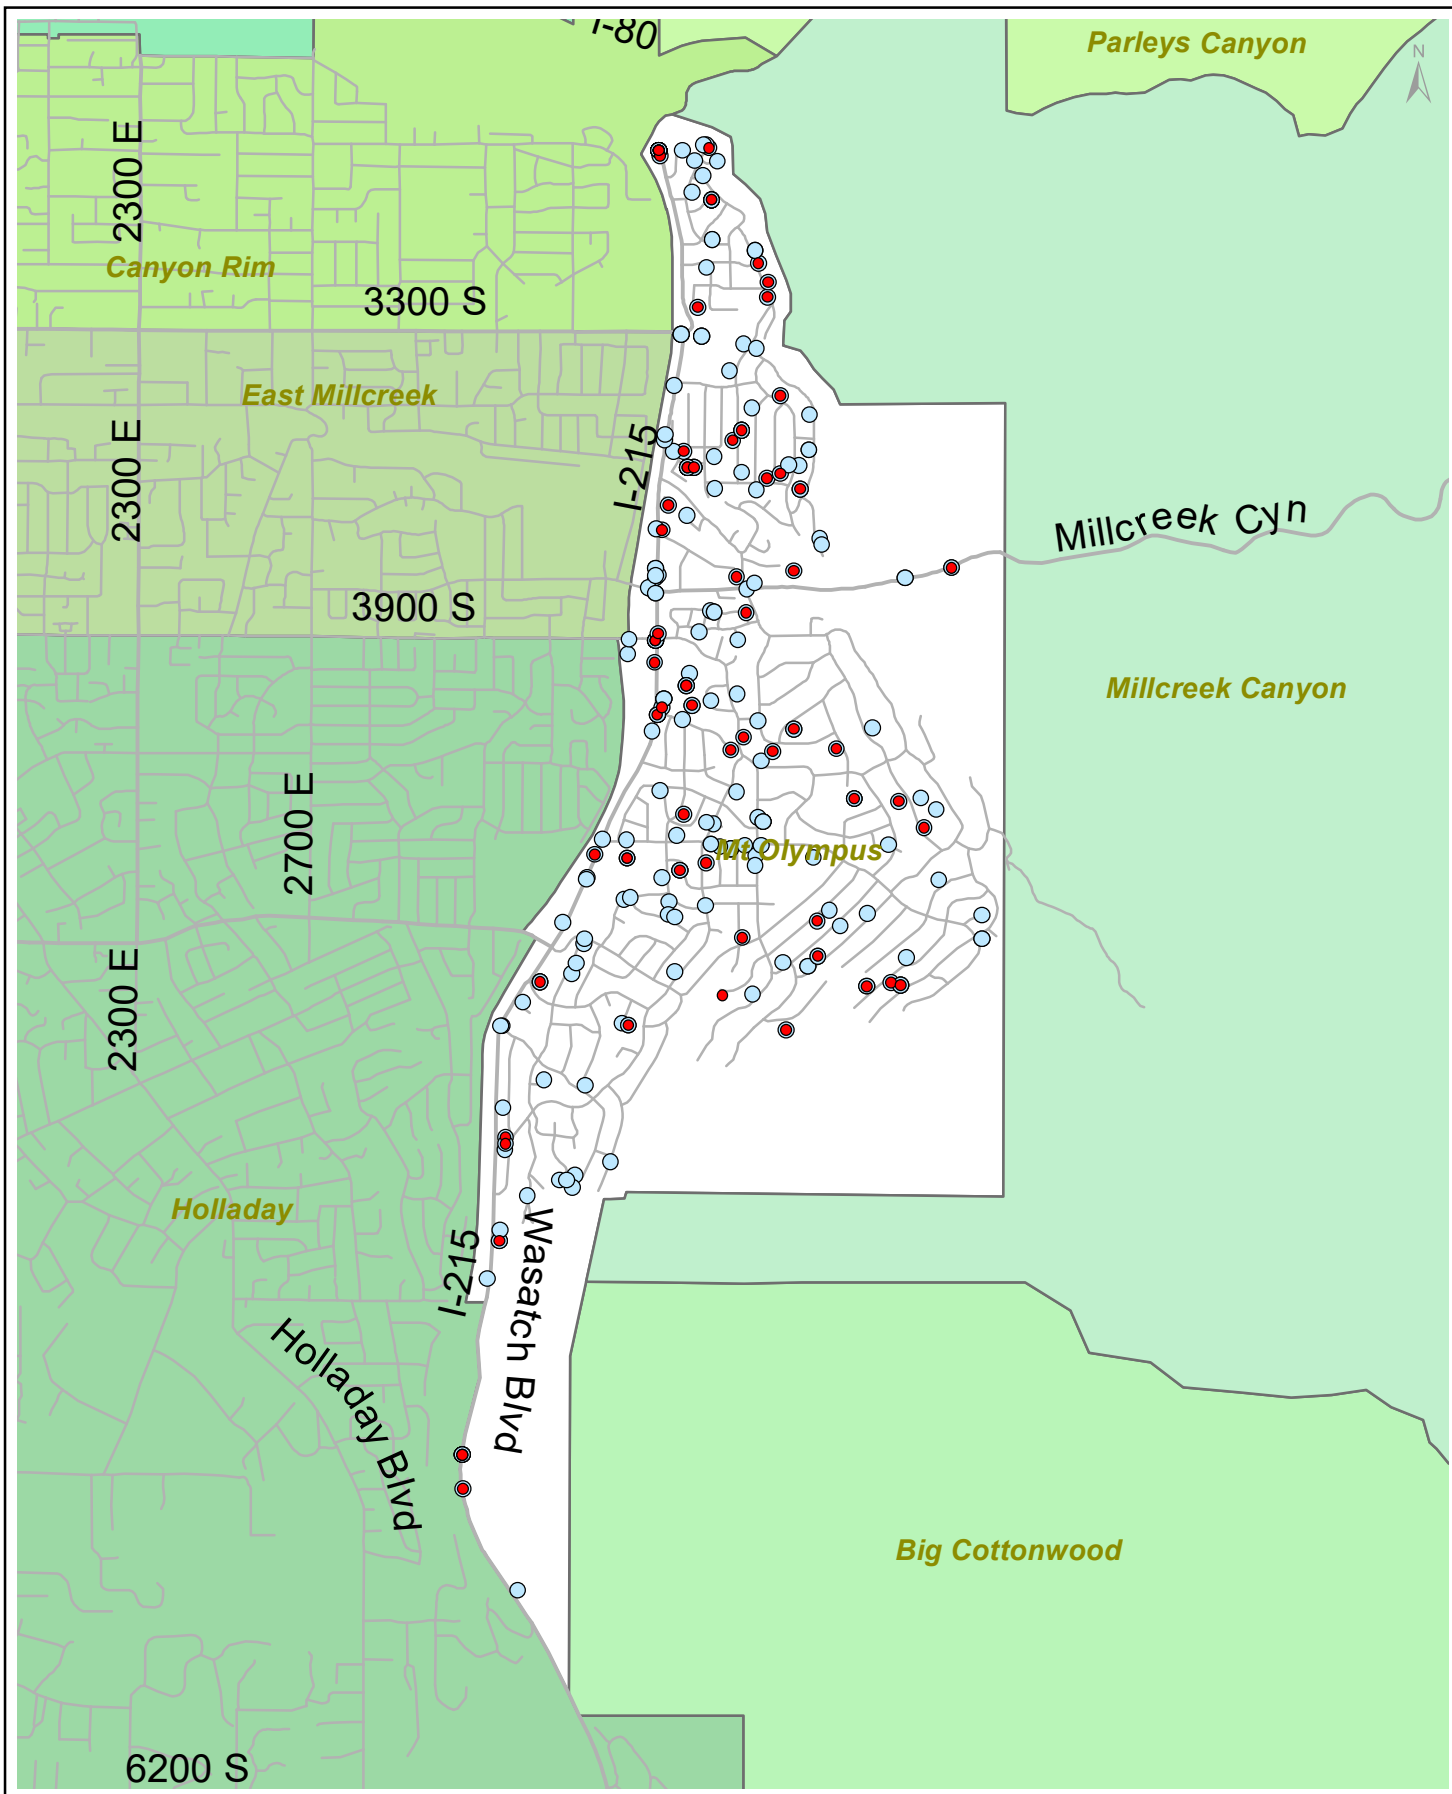 I-80
Parleys Canyon
N
2300 E
Canyon Rim
3300 S
East Millcreek
2300 E
I-215
Millcreek Cyn
3900 S
Millcreek Canyon
2700 E
Mt Olympus
2300 E
Holladay
I-215
Wasatch Blvd
Holladay Blvd
Big Cottonwood
6200 S